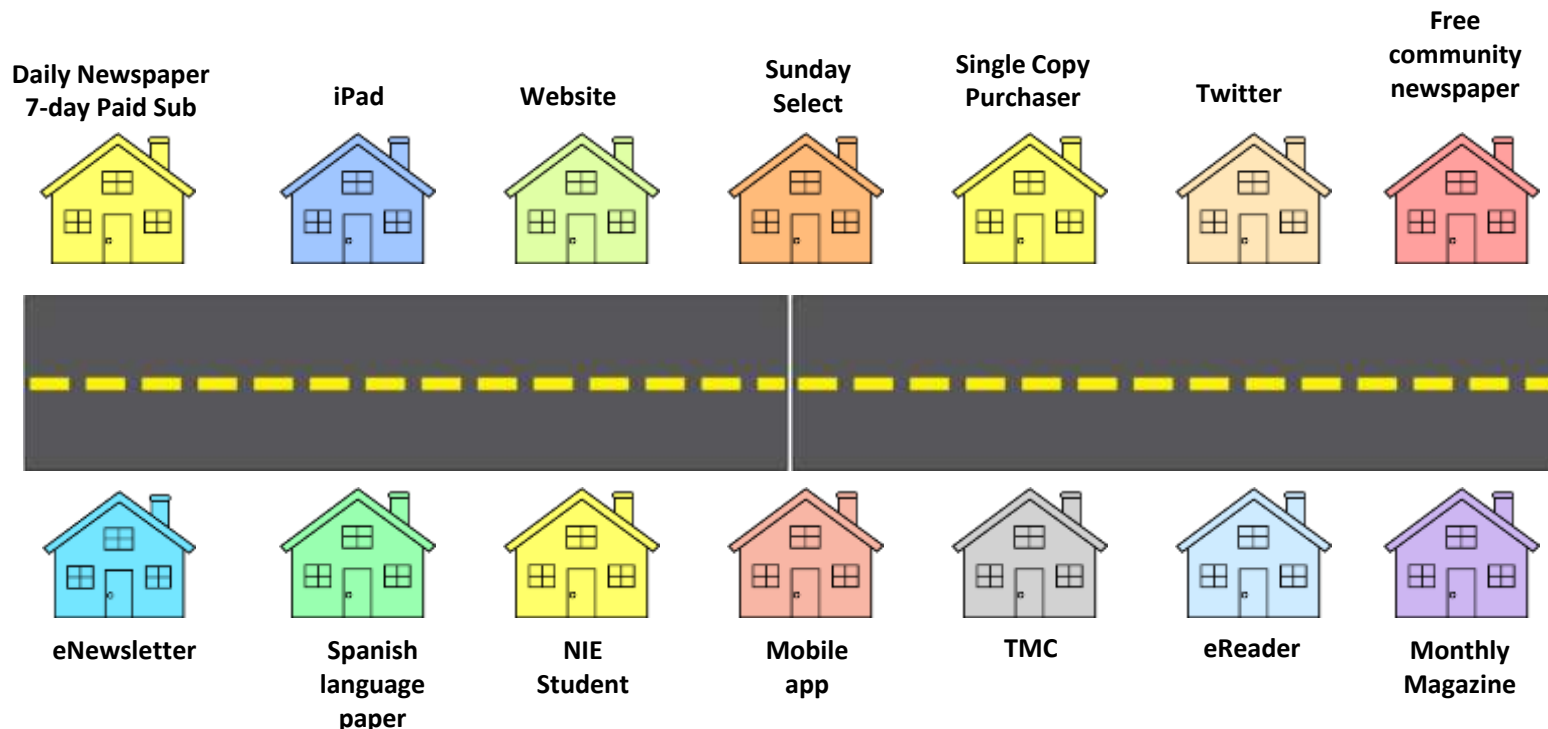 Daily Newspaper
7-day Paid Sub
iPad
Website
Sunday
Select
Single Copy
Purchaser
Twitter
Free
community
newspaper
eNewsletter
Spanish
language
paper
NIE
Student
Mobile
app
TMC
eReader
Monthly
Magazine